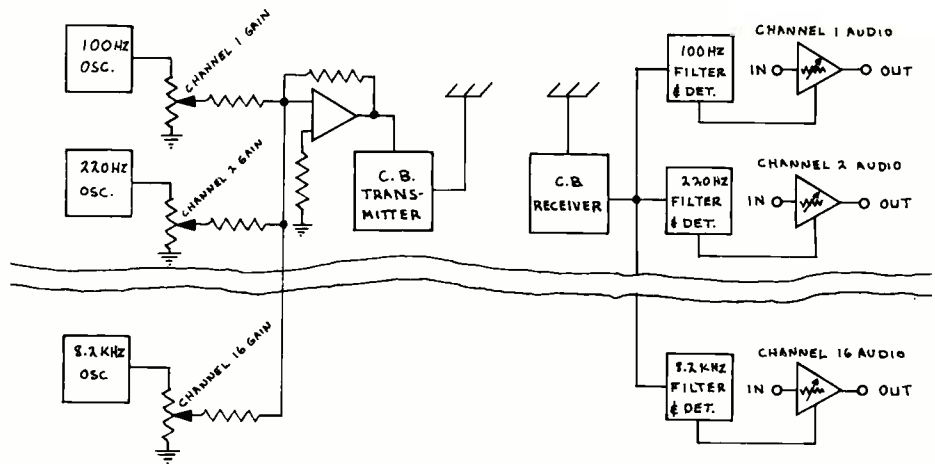 100HZ
OSC.
CHANNEL 1 GAIN
220HZ
OSC.
CHANNEL 2 GAIN
8.2KHZ
OSC
CHANNEL 16 GAIN
C. B.
TRANS-
MITTER
C.B.
RECEIVER
100HZ
FILTER
& DET.
CHANNEL 1 AUDIO
IN
OUT
220HZ
FILTER
& DET.
CHANNEL 2 AUDIO
IN
OUT
8.2KHZ
FILTER
& DET.
CHANNEL 16 AUDIO
IN
OUT